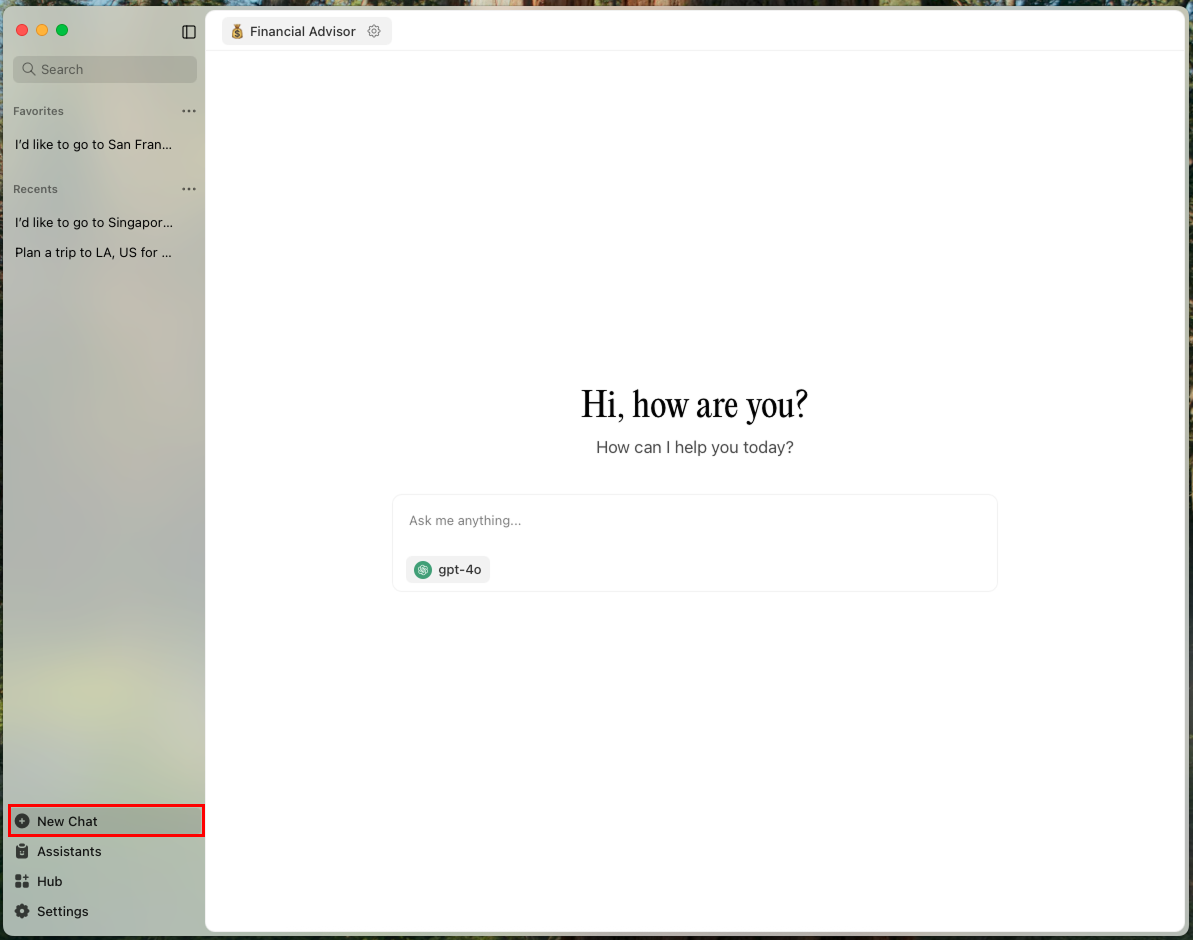 Search
Favorites
I'd like to go to San Fran...
Recents
I'd like to go to Singapor...
Plan a trip to LA, US for ...
New Chat
Assistants
Hub
Settings
Financial Advisor
Hi, how are you?
How can I help you today?
Ask me anything...
gpt-4o